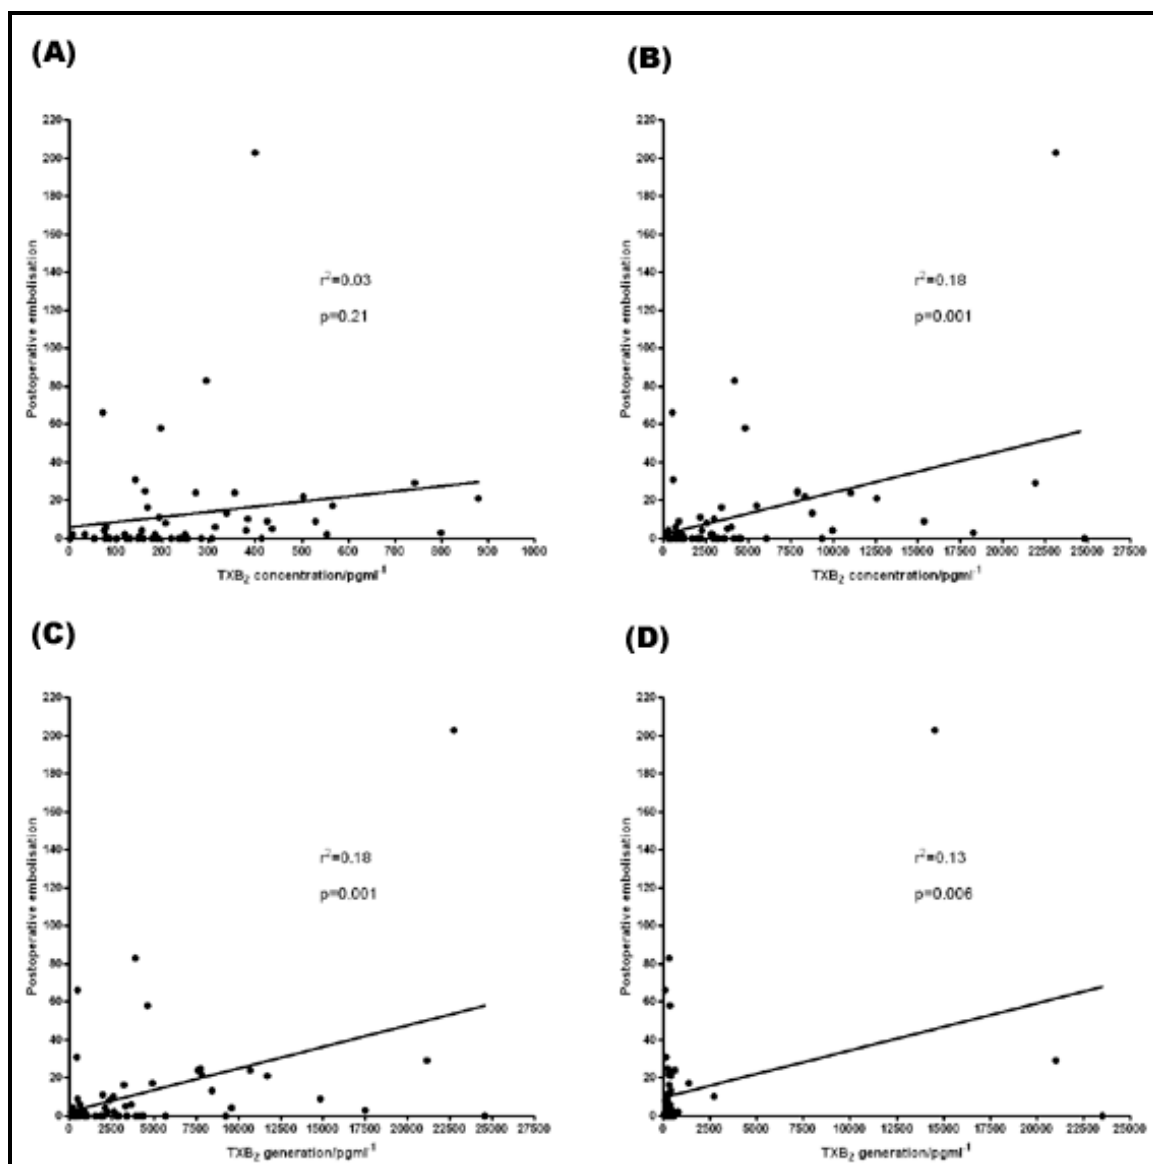 (A)
220
200
180
160
140
120
100
80
60
40
20
0
Postoperative embolisation
r²=0.03
p=0.21
0 100 200 300 400 500 600 700 800 900 1000
TXB₂ concentration/pgml⁻¹
(B)
220
200
180
160
140
120
100
80
60
40
20
0
Postoperative embolisation
r²=0.18
p=0.001
0 2500 5000 7500 10000 12500 15000 17500 20000 22500 25000 27500
TXB₂ concentration/pgml⁻¹
(C)
220
200
180
160
140
120
100
80
60
40
20
0
Postoperative embolisation
r²=0.18
p=0.001
0 2500 5000 7500 10000 12500 15000 17500 20000 22500 25000 27500
TXB₂ generation/pgml⁻¹
(D)
220
200
180
160
140
120
100
80
60
40
20
0
Postoperative embolisation
r²=0.13
p=0.006
0 2500 5000 7500 10000 12500 15000 17500 20000 22500 25000
TXB₂ generation/pgml⁻¹